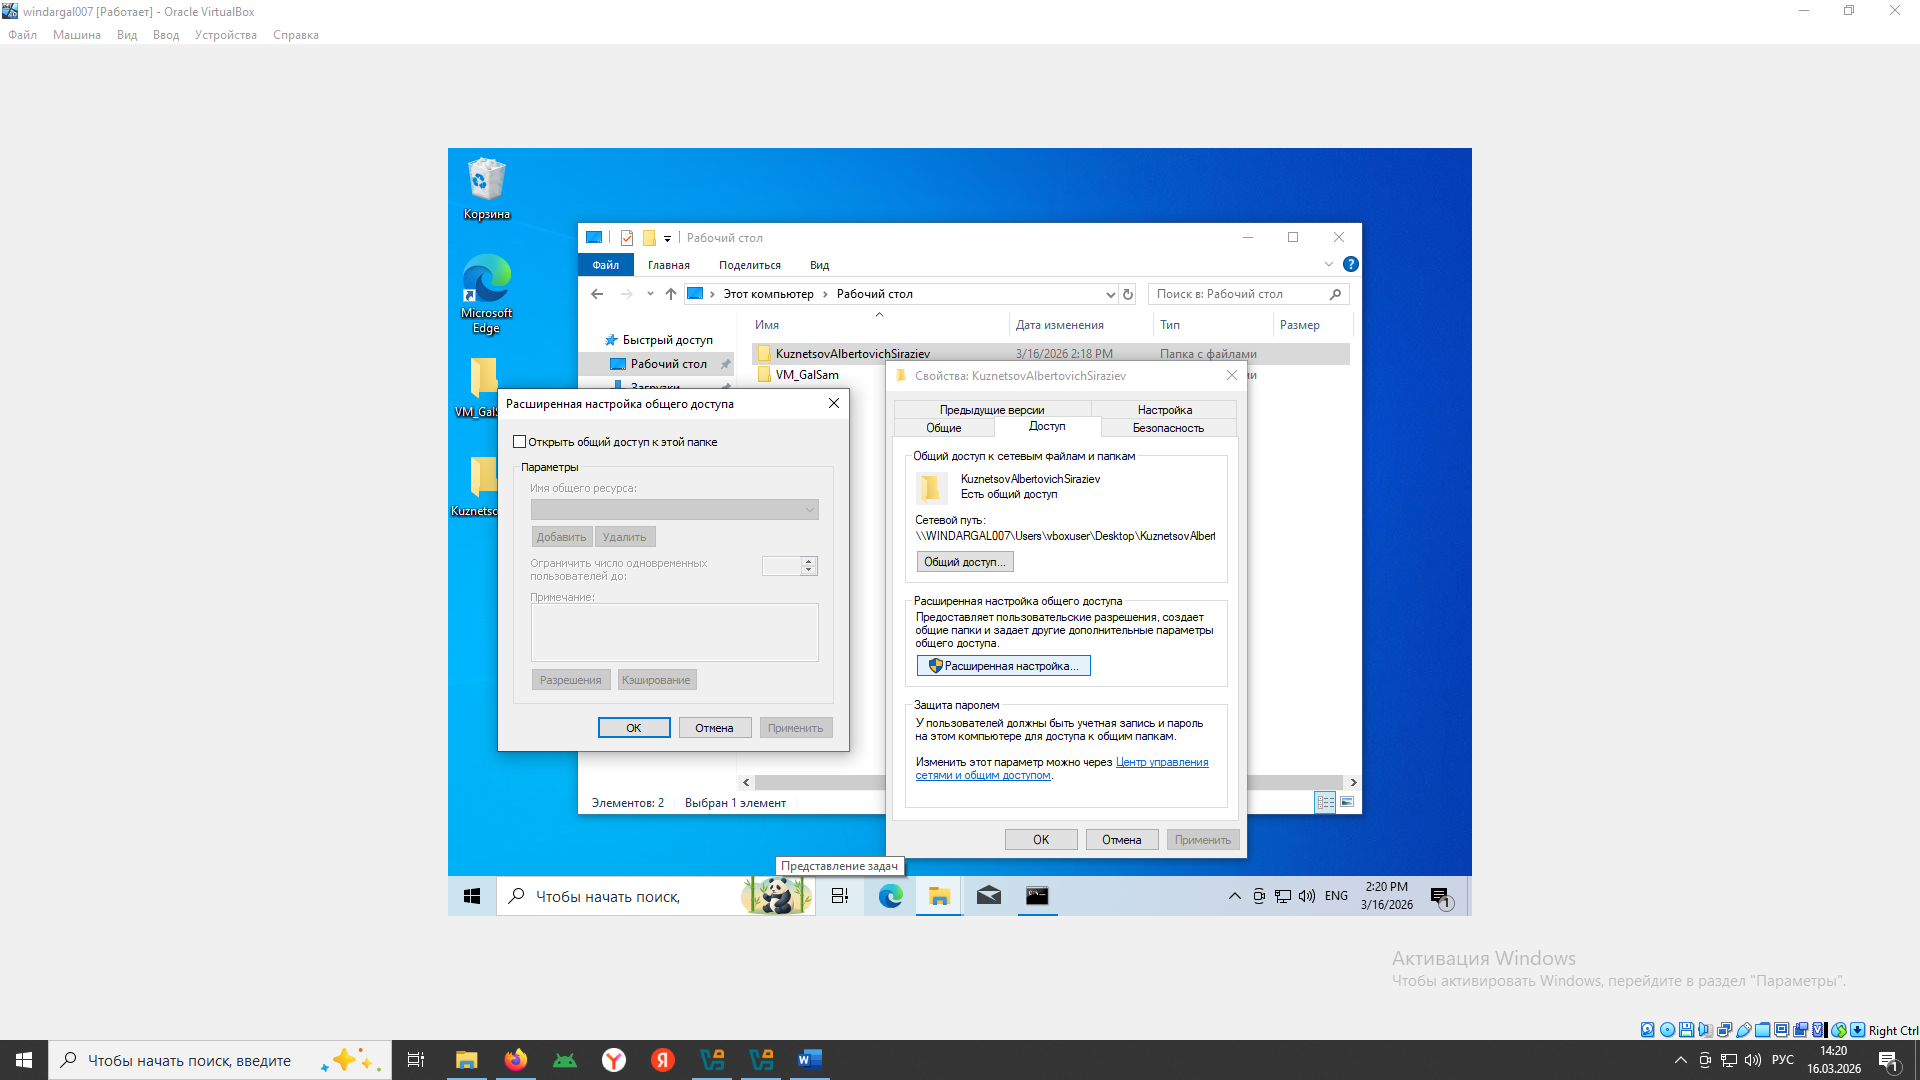 windargal007 [Работает] - Oracle VirtualBox
Файл Машина Вид Ввод Устройства Справка
Корзина
Microsoft Edge
VM_GalS
Kuznetso
Рабочий стол
Файл Главная Поделиться Вид
Этот компьютер Рабочий стол
Поиск в: Рабочий стол
Имя Дата изменения Тип Размер
Быстрый доступ
Рабочий стол
Загрузки
KuznetsovAlbertovichSiraziev 3/16/2026 2:18 PM Папка с файлами
VM_GalSam
Элементов: 2 Выбран 1 элемент
Расширенная настройка общего доступа
Открыть общий доступ к этой папке
Параметры
Имя общего ресурса:
Добавить Удалить
Ограничить число одновременных
пользователей до:
Примечание:
Разрешения Кэширование
ОК Отмена Применить
Свойства: KuznetsovAlbertovichSiraziev
Предыдущие версии Настройка
Общие Доступ Безопасность
Общий доступ к сетевым файлам и папкам
KuznetsovAlbertovichSiraziev
Есть общий доступ
Сетевой путь:
\\WINDARGAL007\Users\vboxuser\Desktop\KuznetsovAlbert
Общий доступ...
Расширенная настройка общего доступа
Предоставляет пользовательские разрешения, создает
общие папки и задает другие дополнительные параметры
общего доступа.
Расширенная настройка...
Защита паролем
У пользователей должны быть учетная запись и пароль
на этом компьютере для доступа к общим папкам.
Изменить этот параметр можно через Центр управления
сетями и общим доступом.
ОК Отмена Применить
Представление задач
Чтобы начать поиск,
ENG
2:20 PM
3/16/2026
1
Активация Windows
Чтобы активировать Windows, перейдите в раздел "Параметры".
Right Ctrl
Чтобы начать поиск, введите
РУС
14:20
16.03.2026
1